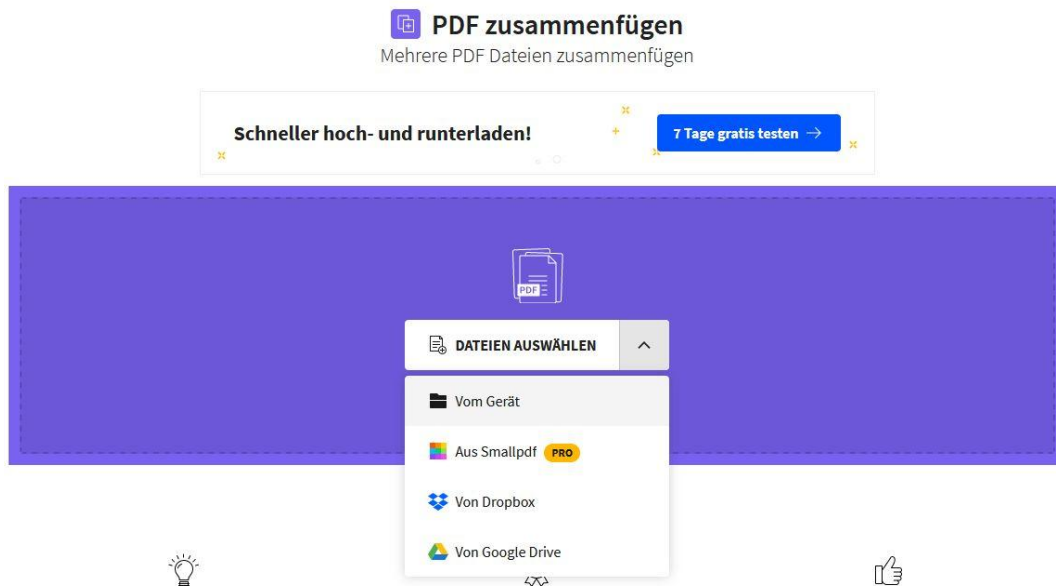 PDF zusammenfügen
Mehrere PDF Dateien zusammenfügen
Schneller hoch- und runterladen!
7 Tage gratis testen
PDF
DATEIEN AUSWÄHLEN
Vom Gerät
Aus Smallpdf PRO
Von Dropbox
Von Google Drive